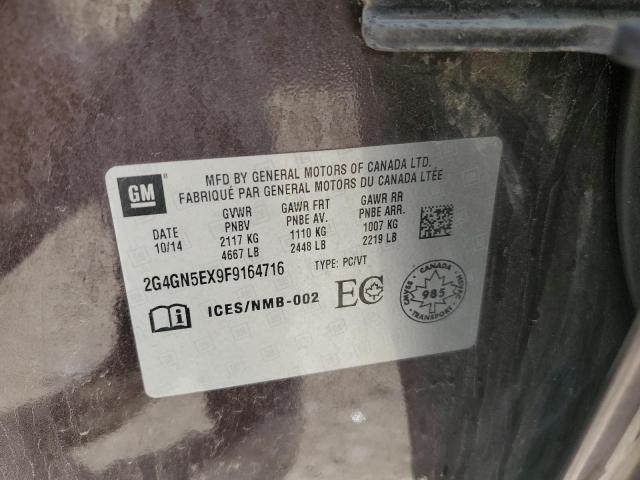 GM
MFD BY GENERAL MOTORS OF CANADA LTD.
FABRIQUÉ PAR GENERAL MOTORS DU CANADA LTÉE
DATE
10/14
GVWR
PNBV
2117 KG
4667 LB
GAWR FRT
PNBE AV.
1110 KG
2448 LB
GAWR RR
PNBE ARR.
1007 KG
2219 LB
2G4GN5EX9F9164716
TYPE: PC/VT
ICES/NMB-002
EC
CANADA
985
TRANSPORT